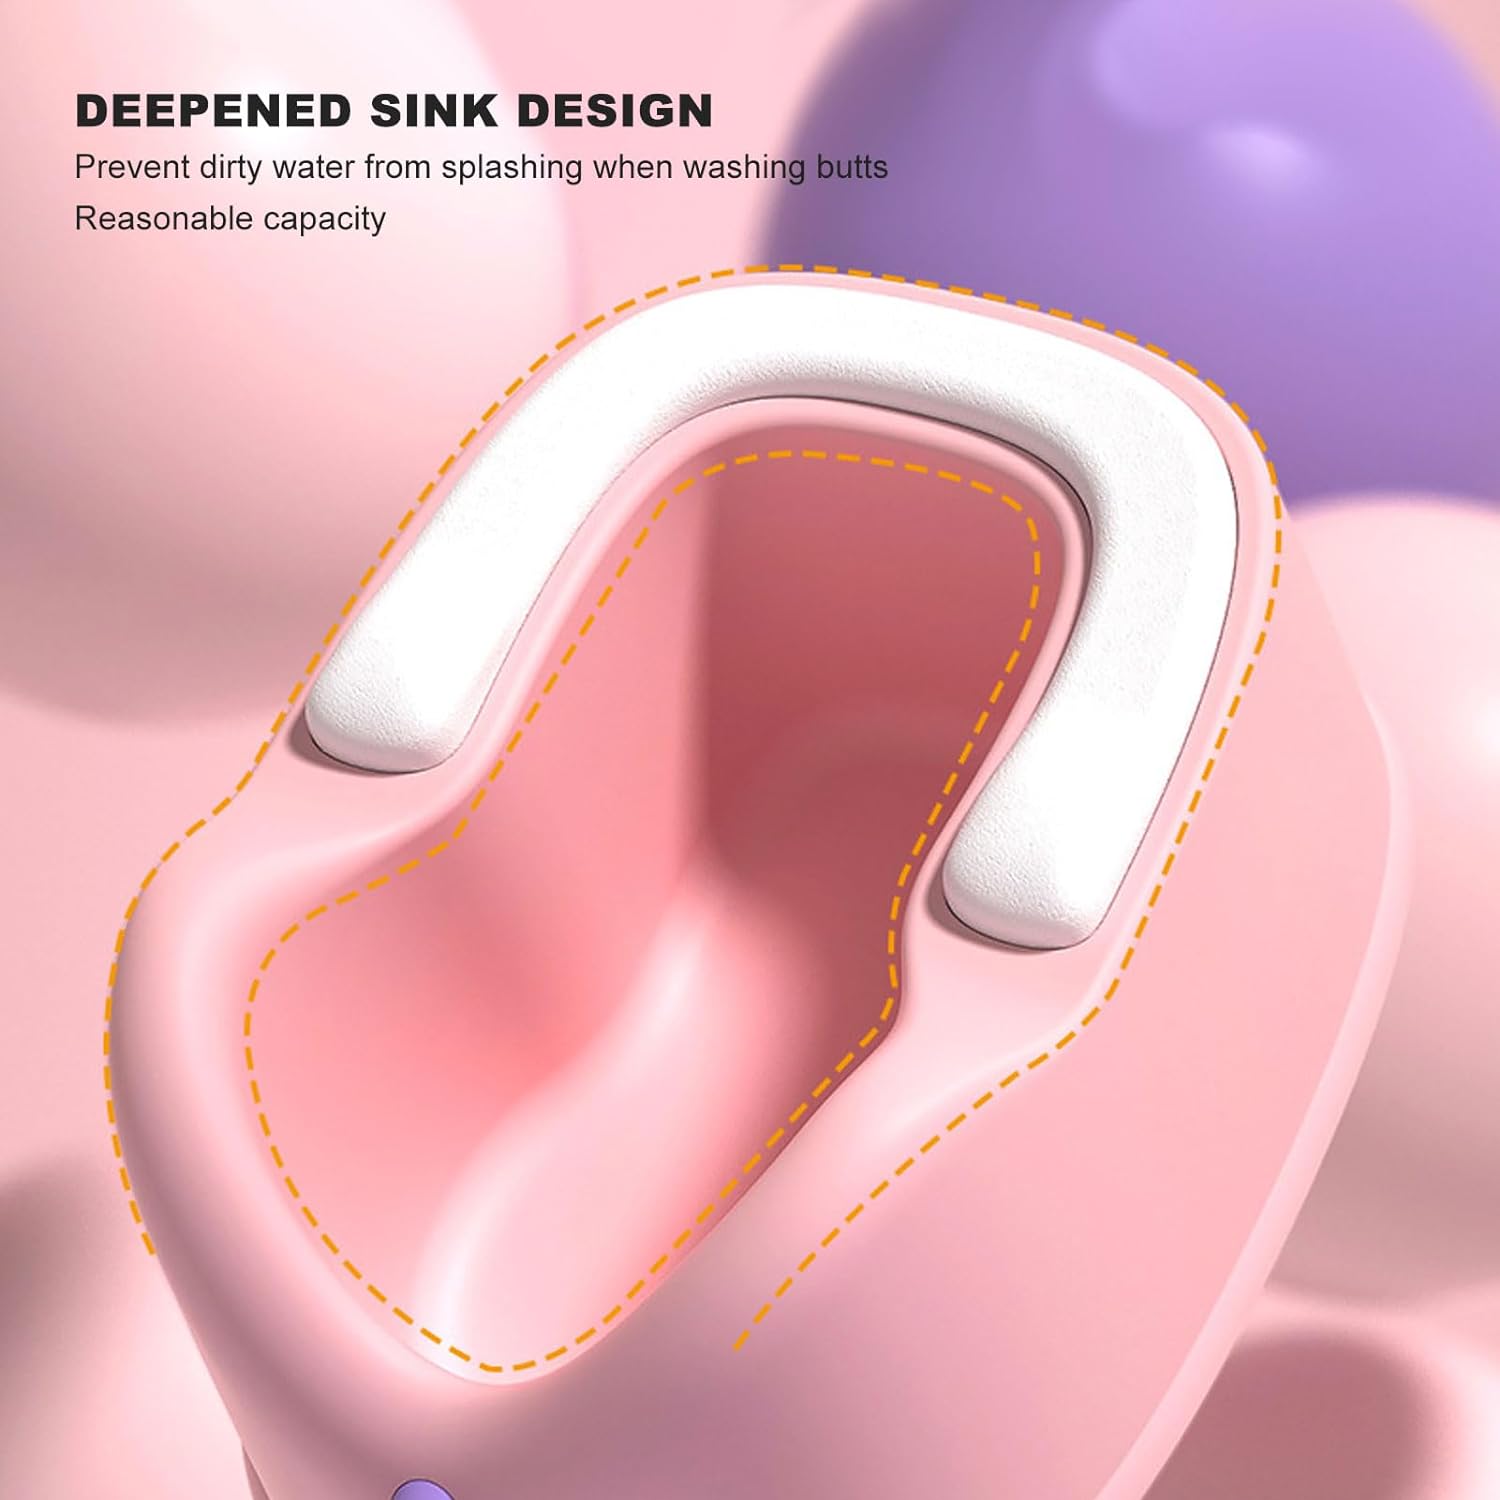 DEEPENED SINK DESIGN
Prevent dirty water from splashing when washing butts
Reasonable capacity